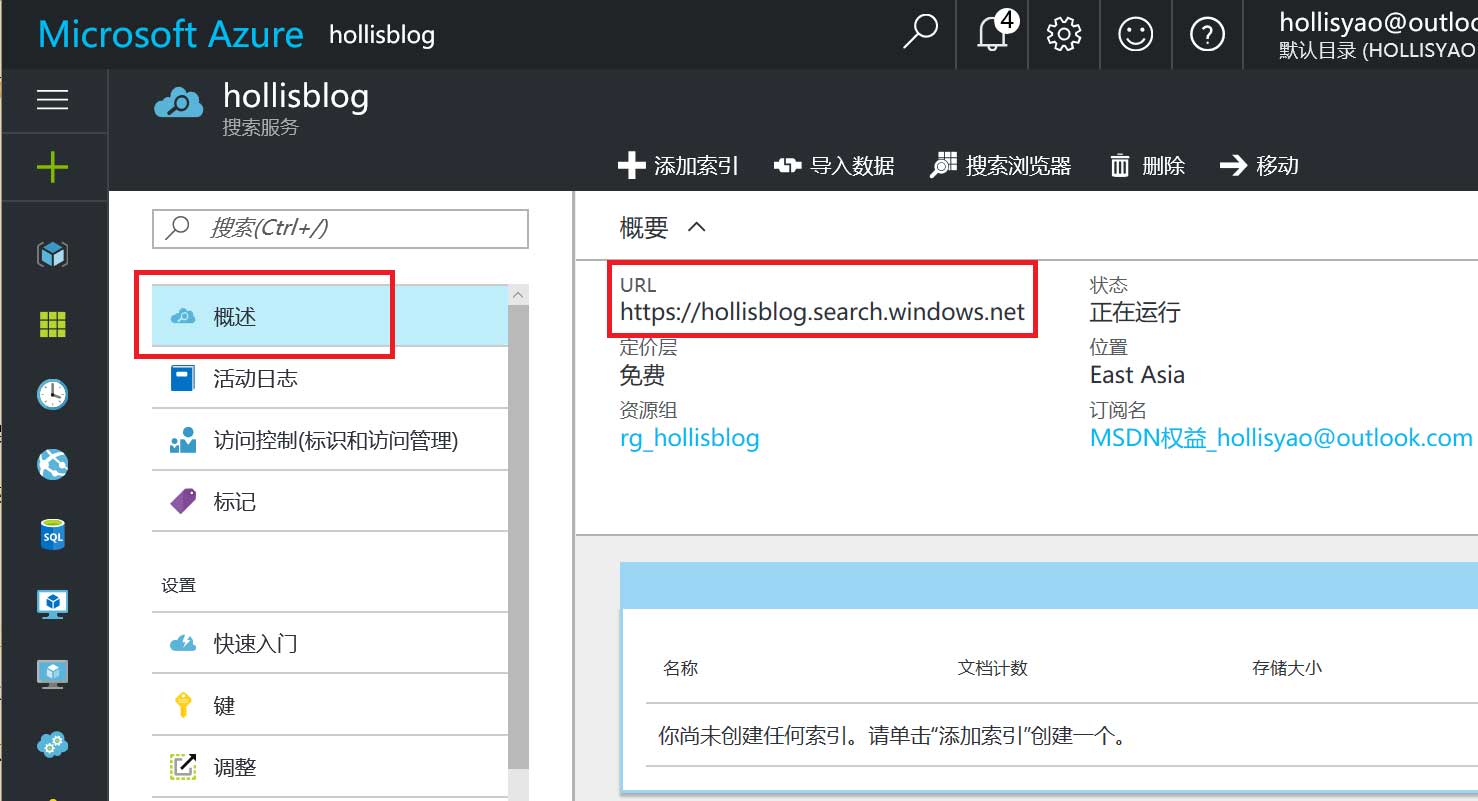 Microsoft Azure hollisblog
4
hollisyao@outloo
默认目录 (HOLLISYAO
hollisblog
搜索服务
添加索引 导入数据 搜索浏览器 删除 移动
搜索(Ctrl+/)
概述
活动日志
访问控制(标识和访问管理)
标记
设置
快速入门
键
调整
SQL
概要
URL
https://hollisblog.search.windows.net
定价层
免费
资源组
rg_hollisblog
状态
正在运行
位置
East Asia
订阅名
MSDN权益_hollisyao@outlook.com
名称 文档计数 存储大小
你尚未创建任何索引。请单击“添加索引”创建一个。